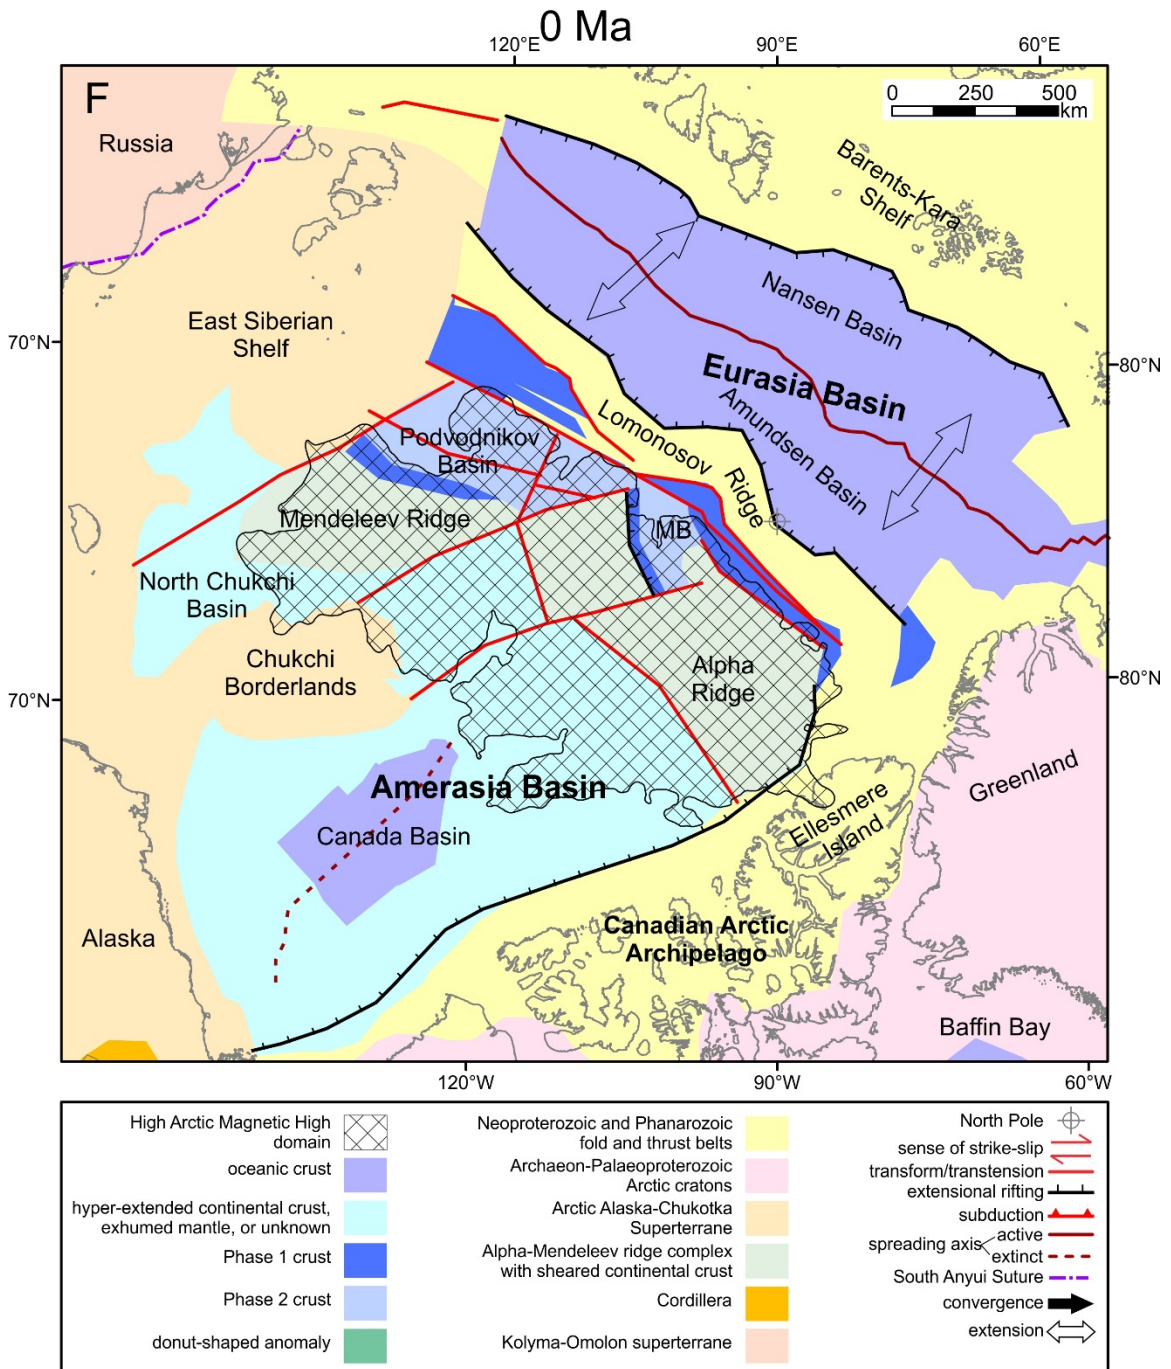 0 Ma
120°E
90°E
60°E
F
0 250 500
km
Russia
Barents-Kara
Shelf
Nansen Basin
East Siberian
Shelf
70°N
80°N
Eurasia Basin
Amundsen Basin
Lomonosov
Ridge
Podvodnikov
Basin
Mendeleev Ridge
MB
North Chukchi
Basin
Chukchi
Borderlands
Alpha
Ridge
70°N
80°N
Greenland
Amerasia Basin
Canada Basin
Ellesmere
Island
Alaska
Canadian Arctic
Archipelago
Baffin Bay
120°W
90°W
60°W
High Arctic Magnetic High
domain
oceanic crust
hyper-extended continental crust,
exhumed mantle, or unknown
Phase 1 crust
Phase 2 crust
donut-shaped anomaly
Neoproterozoic and Phanarozoic
fold and thrust belts
Archaeon-Palaeoproterozoic
Arctic cratons
Arctic Alaska-Chukotka
Superterrane
Alpha-Mendeleev ridge complex
with sheared continental crust
Cordillera
Kolyma-Omolon superterrane
North Pole
sense of strike-slip
transform/transtension
extensional rifting
subduction
spreading axis
active
extinct
South Anyui Suture
convergence
extension